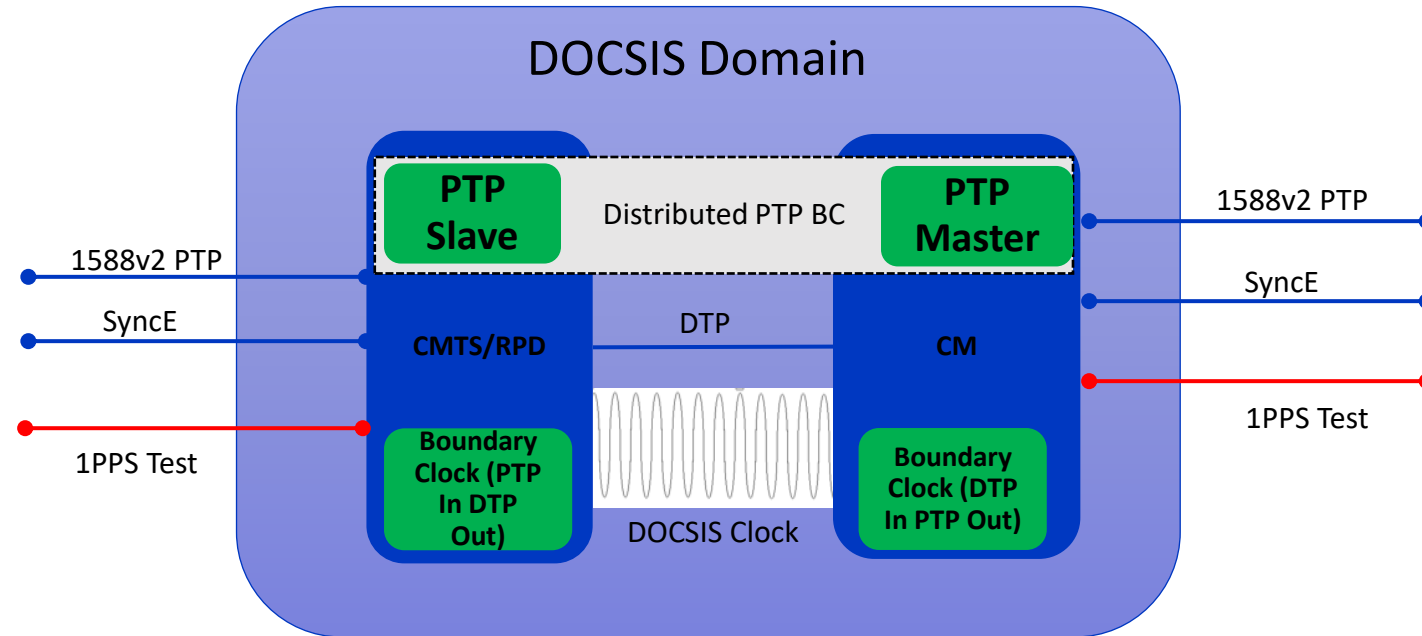 DOCSIS Domain
PTP
Slave
Distributed PTP BC
PTP
Master
1588v2 PTP
SyncE
1PPS Test
CMTS/RPD
DTP
CM
Boundary
Clock (PTP
In DTP
Out)
DOCSIS Clock
Boundary
Clock (DTP
In PTP Out)
1588v2 PTP
SyncE
1PPS Test